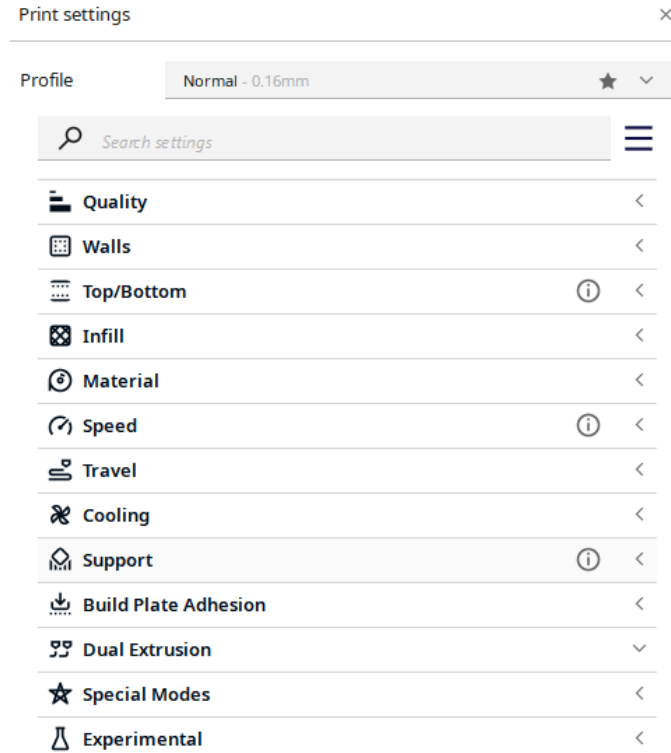 Print settings
Profile
Normal - 0.16mm
Search settings
Quality
Walls
Top/Bottom
Infill
Material
Speed
Travel
Cooling
Support
Build Plate Adhesion
Dual Extrusion
Special Modes
Experimental